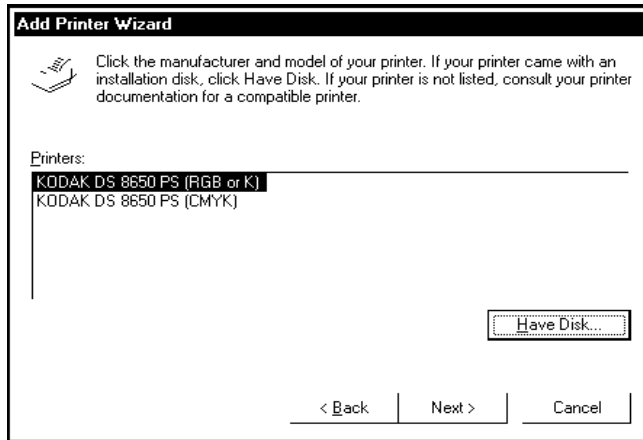 Add Printer Wizard
Click the manufacturer and model of your printer. If your printer came with an
installation disk, click Have Disk. If your printer is not listed, consult your printer
documentation for a compatible printer.
Printers:
KODAK DS 8650 PS (RGB or K)
KODAK DS 8650 PS (CMYK)
Have Disk...
< Back
Next >
Cancel